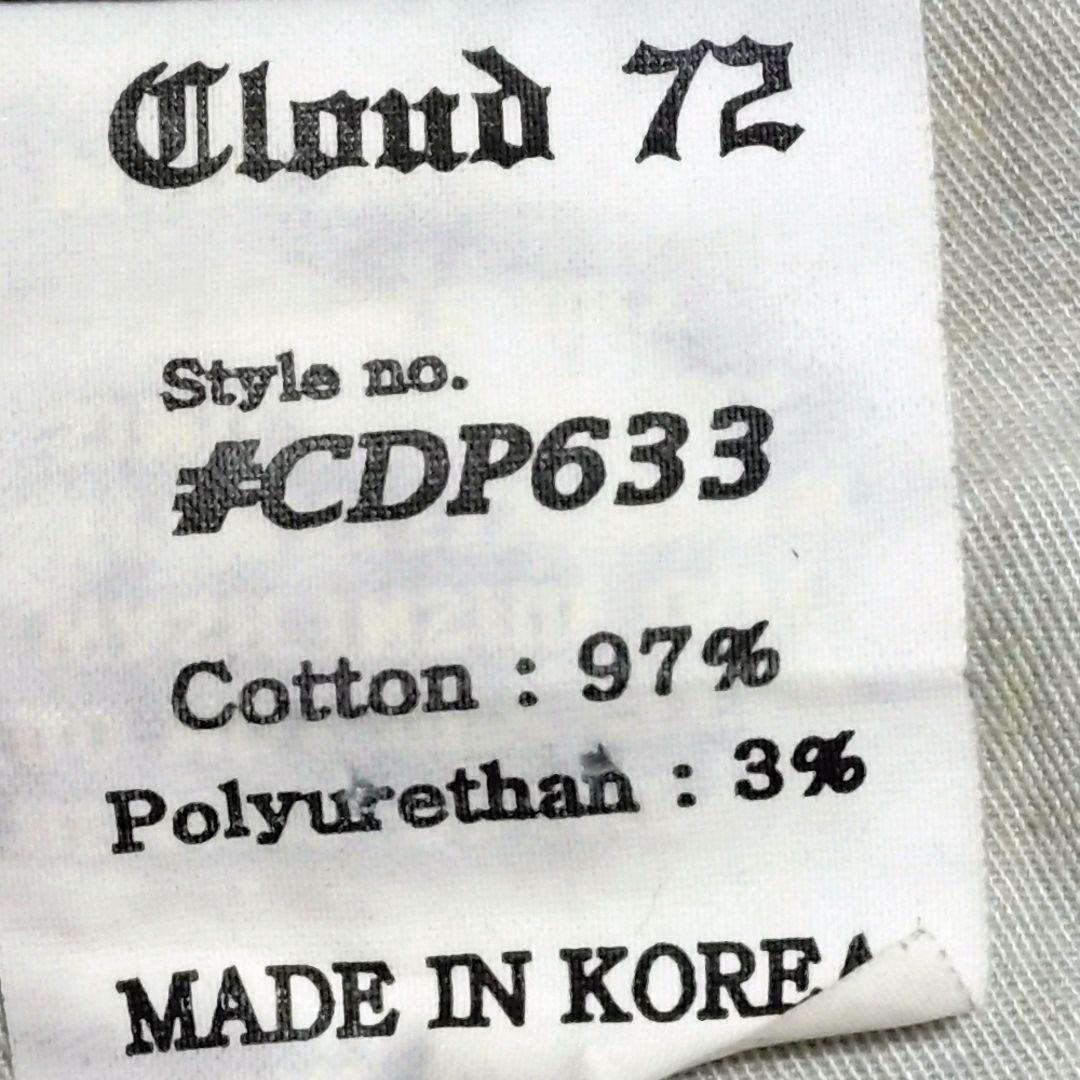 Cloud 72
Style no.
#CDP633
Cotton : 97%
Polyurethan : 3%
MADE IN KOREA